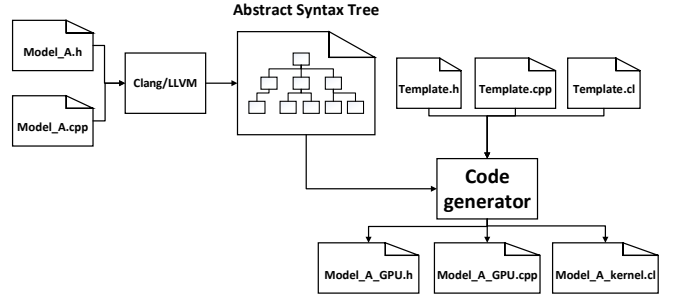 Abstract Syntax Tree
Model_A.h
Clang/LLVM
Model_A.cpp
Template.h
Template.cpp
Template.cl
Code
generator
Model_A_GPU.h
Model_A_GPU.cpp
Model_A_kernel.cl